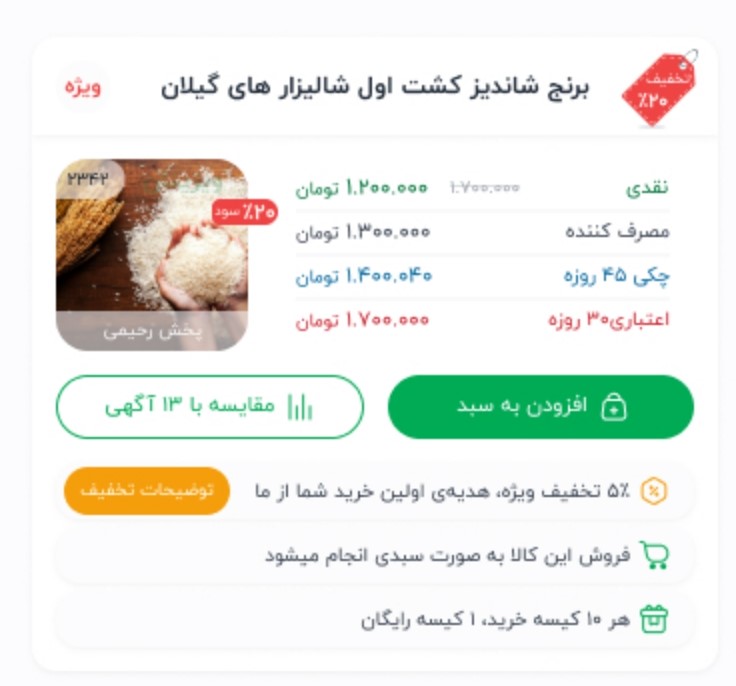 تخفیف
٪۲۰
برنج شاندیز کشت اول شالیزار های گیلان
ویژه
نقدی ۱.۷۰۰.۰۰۰ ۱.۲۰۰.۰۰۰ تومان
مصرف کننده ۱.۳۰۰.۰۰۰ تومان
چکی ۴۵ روزه ۱.۴۰۰.۰۴۰ تومان
اعتباری۳۰ روزه ۱.۷۰۰.۰۰۰ تومان
۲۳۴۲
٪۲۰ سود
پخش رحیمی
افزودن به سبد
مقایسه با ۱۳ آگهی
۵٪ تخفیف ویژه، هدیه‌ی اولین خرید شما از ما
توضیحات تخفیف
فروش این کالا به صورت سبدی انجام میشود
هر ۱۰ کیسه خرید، ۱ کیسه رایگان